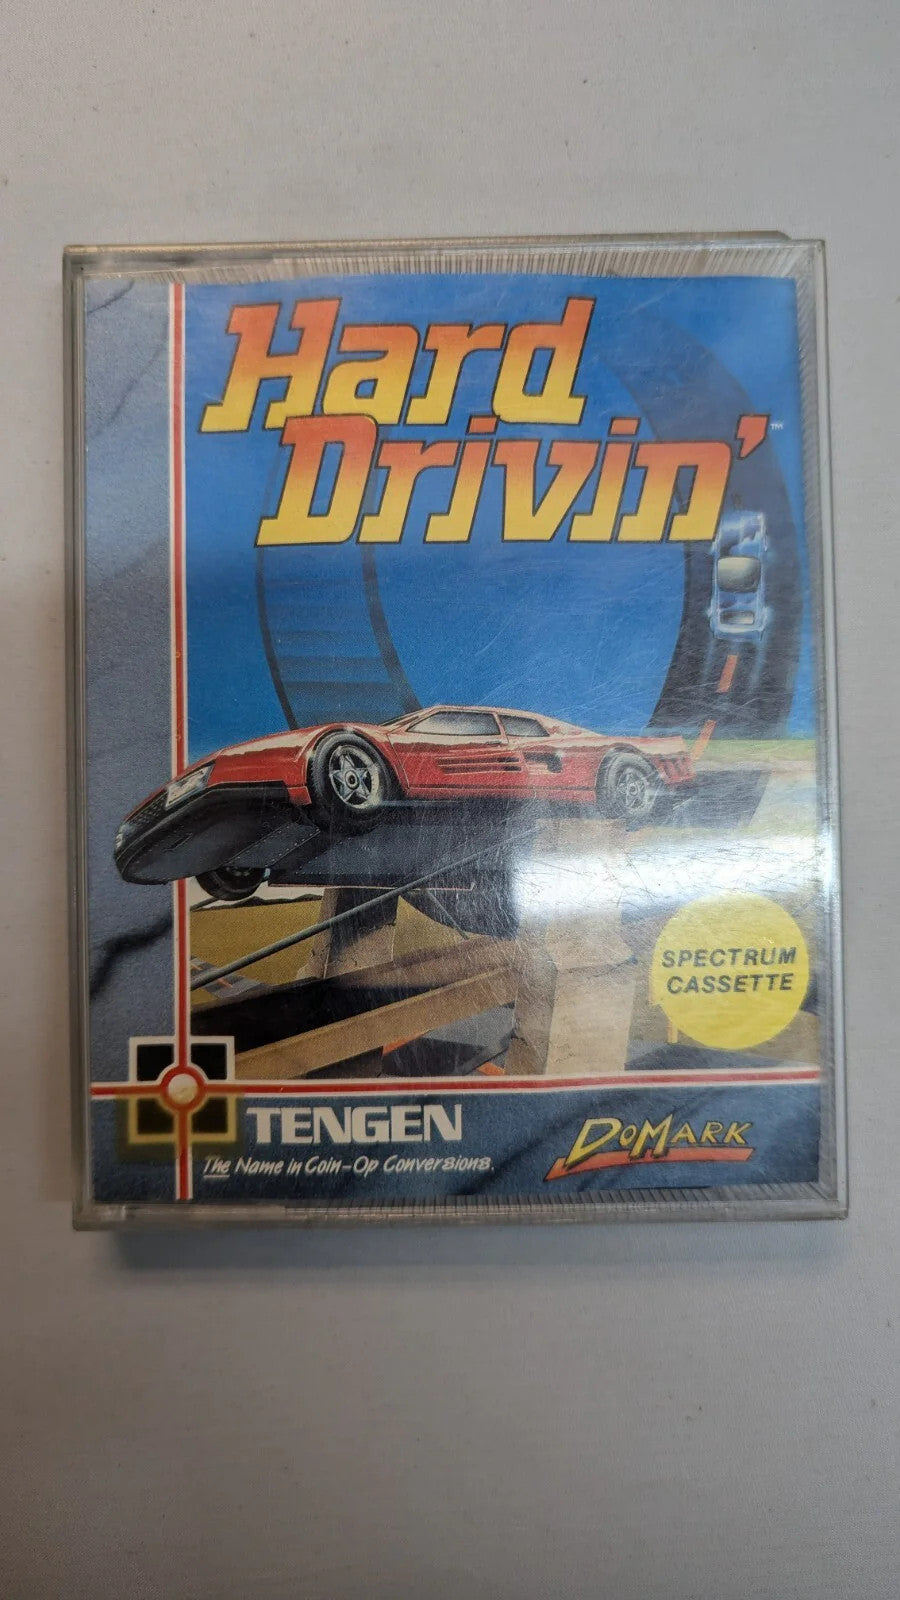 Hard
Drivin'™
SPECTRUM
CASSETTE
TENGEN
The Name in Coin-Op Conversions.
DOMARK